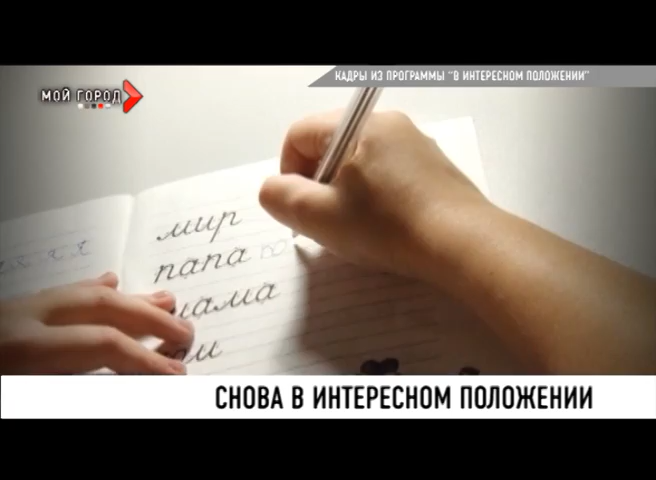 КАДРЫ ИЗ ПРОГРАММЫ "В ИНТЕРЕСНОМ ПОЛОЖЕНИИ"
МОЙ ГОРОД
мир
папа
мама
СНОВА В ИНТЕРЕСНОМ ПОЛОЖЕНИИ